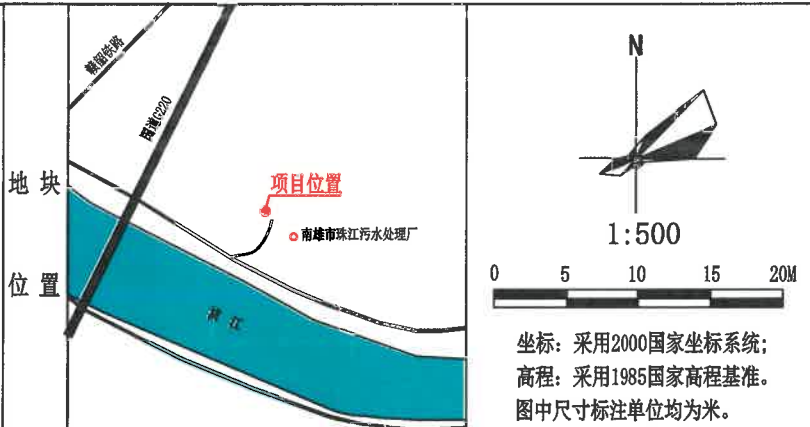 地块
位置
赣韶铁路
国道G220
项目位置
南雄市珠江污水处理厂
浈江
N
1:500
0 5 10 15 20M
坐标：采用2000国家坐标系统；
高程：采用1985国家高程基准。
图中尺寸标注单位均为米。